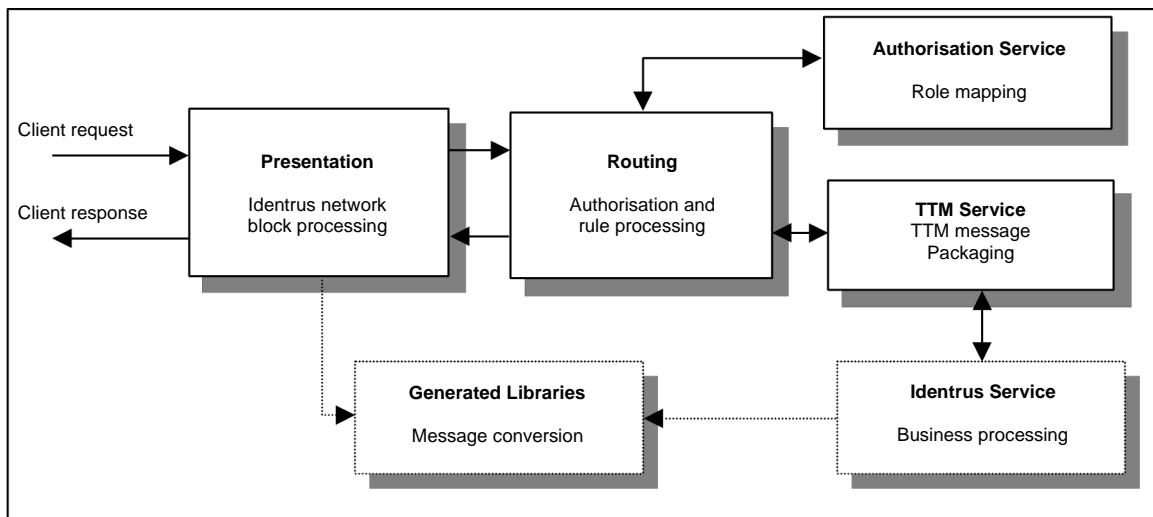 Authorisation Service
Role mapping
Client request
Client response
Presentation
Identrus network
block processing
Routing
Authorisation and
rule processing
TTM Service
TTM message
Packaging
Generated Libraries
Message conversion
Identrus Service
Business processing